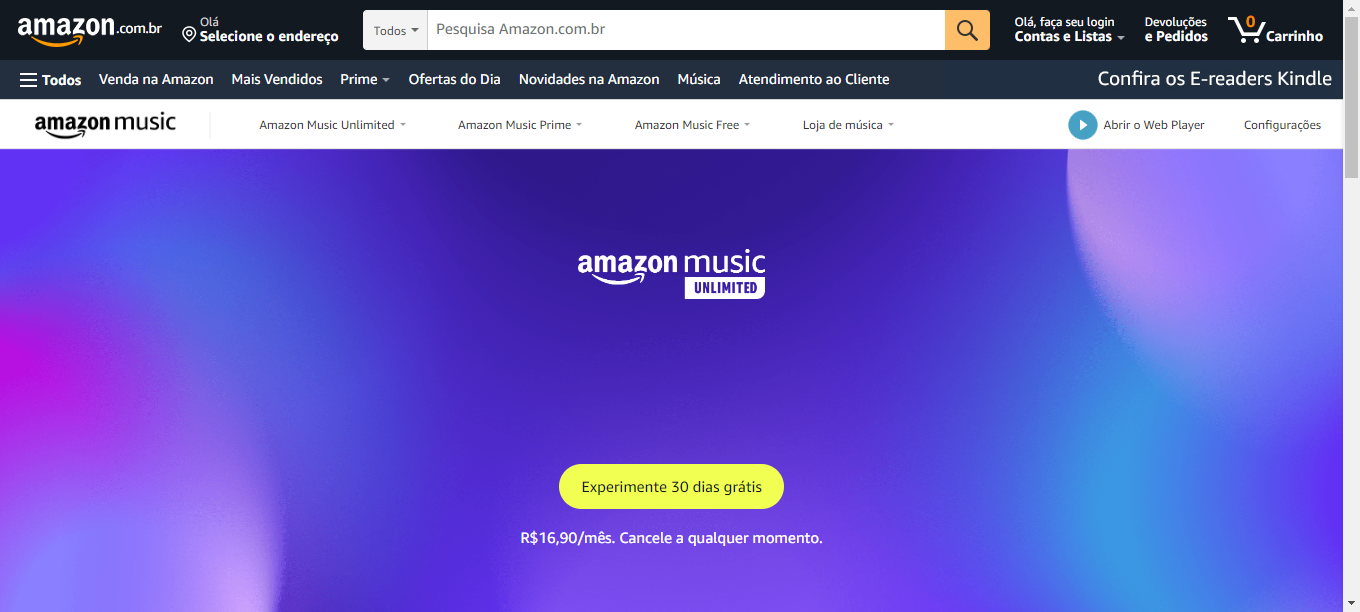 amazon.com.br
Olá
Selecione o endereço
Todos
Pesquisa Amazon.com.br
Olá, faça seu login
Contas e Listas
Devoluções
e Pedidos
0
Carrinho
Todos
Venda na Amazon
Mais Vendidos
Prime
Ofertas do Dia
Novidades na Amazon
Música
Atendimento ao Cliente
Confira os E-readers Kindle
amazon music
Amazon Music Unlimited
Amazon Music Prime
Amazon Music Free
Loja de música
Abrir o Web Player
Configurações
amazon music
UNLIMITED
Experimente 30 dias grátis
R$16,90/mês. Cancele a qualquer momento.